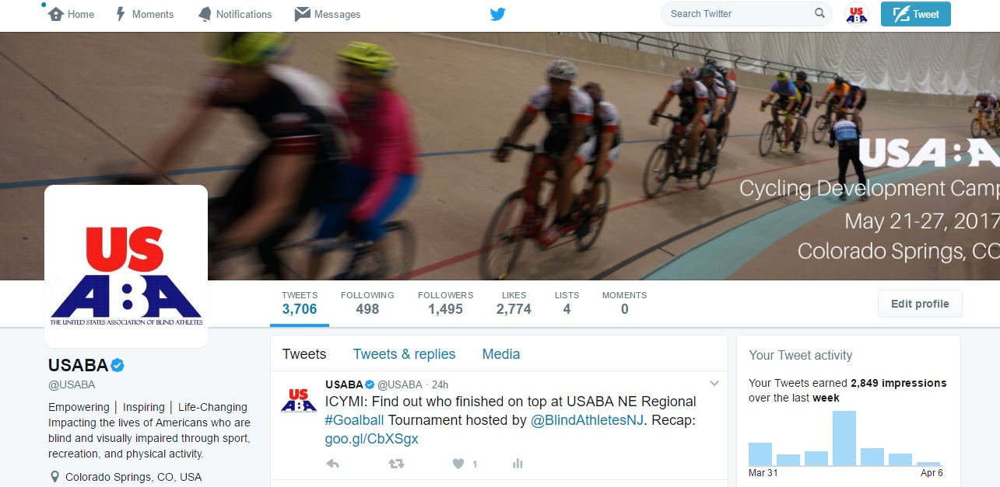 Home
Moments
Notifications
Messages
Search Twitter
US
ABA
Tweet
USA:A
Cycling Development Camp
May 21-27, 2017
Colorado Springs, CO
US
ABA
THE UNITED STATES ASSOCIATION OF BLIND ATHLETES
TWEETS
3,706
FOLLOWING
498
FOLLOWERS
1,495
LIKES
2,774
LISTS
4
MOMENTS
0
Edit profile
USABA
@USABA
Empowering | Inspiring | Life-Changing
Impacting the lives of Americans who are
blind and visually impaired through sport,
recreation, and physical activity.
Colorado Springs, CO, USA
Tweets Tweets & replies Media
US
ABA
USABA @USABA · 24h
ICYMI: Find out who finished on top at USABA NE Regional
#Goalball Tournament hosted by @BlindAthletesNJ. Recap:
goo.gl/CbXSgx
1
Your Tweet activity
Your Tweets earned 2,849 impressions
over the last week
Mar 31 Apr 6